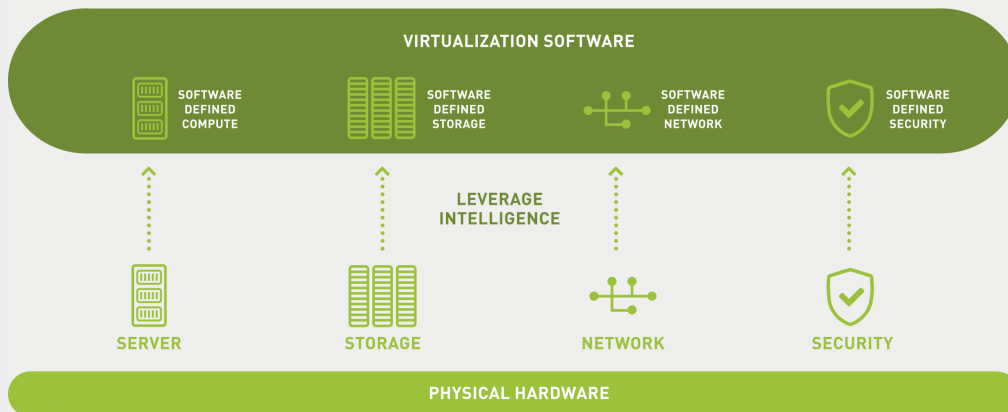 VIRTUALIZATION SOFTWARE
SOFTWARE
DEFINED
COMPUTE
SOFTWARE
DEFINED
STORAGE
SOFTWARE
DEFINED
NETWORK
SOFTWARE
DEFINED
SECURITY
LEVERAGE
INTELLIGENCE
SERVER
STORAGE
NETWORK
SECURITY
PHYSICAL HARDWARE